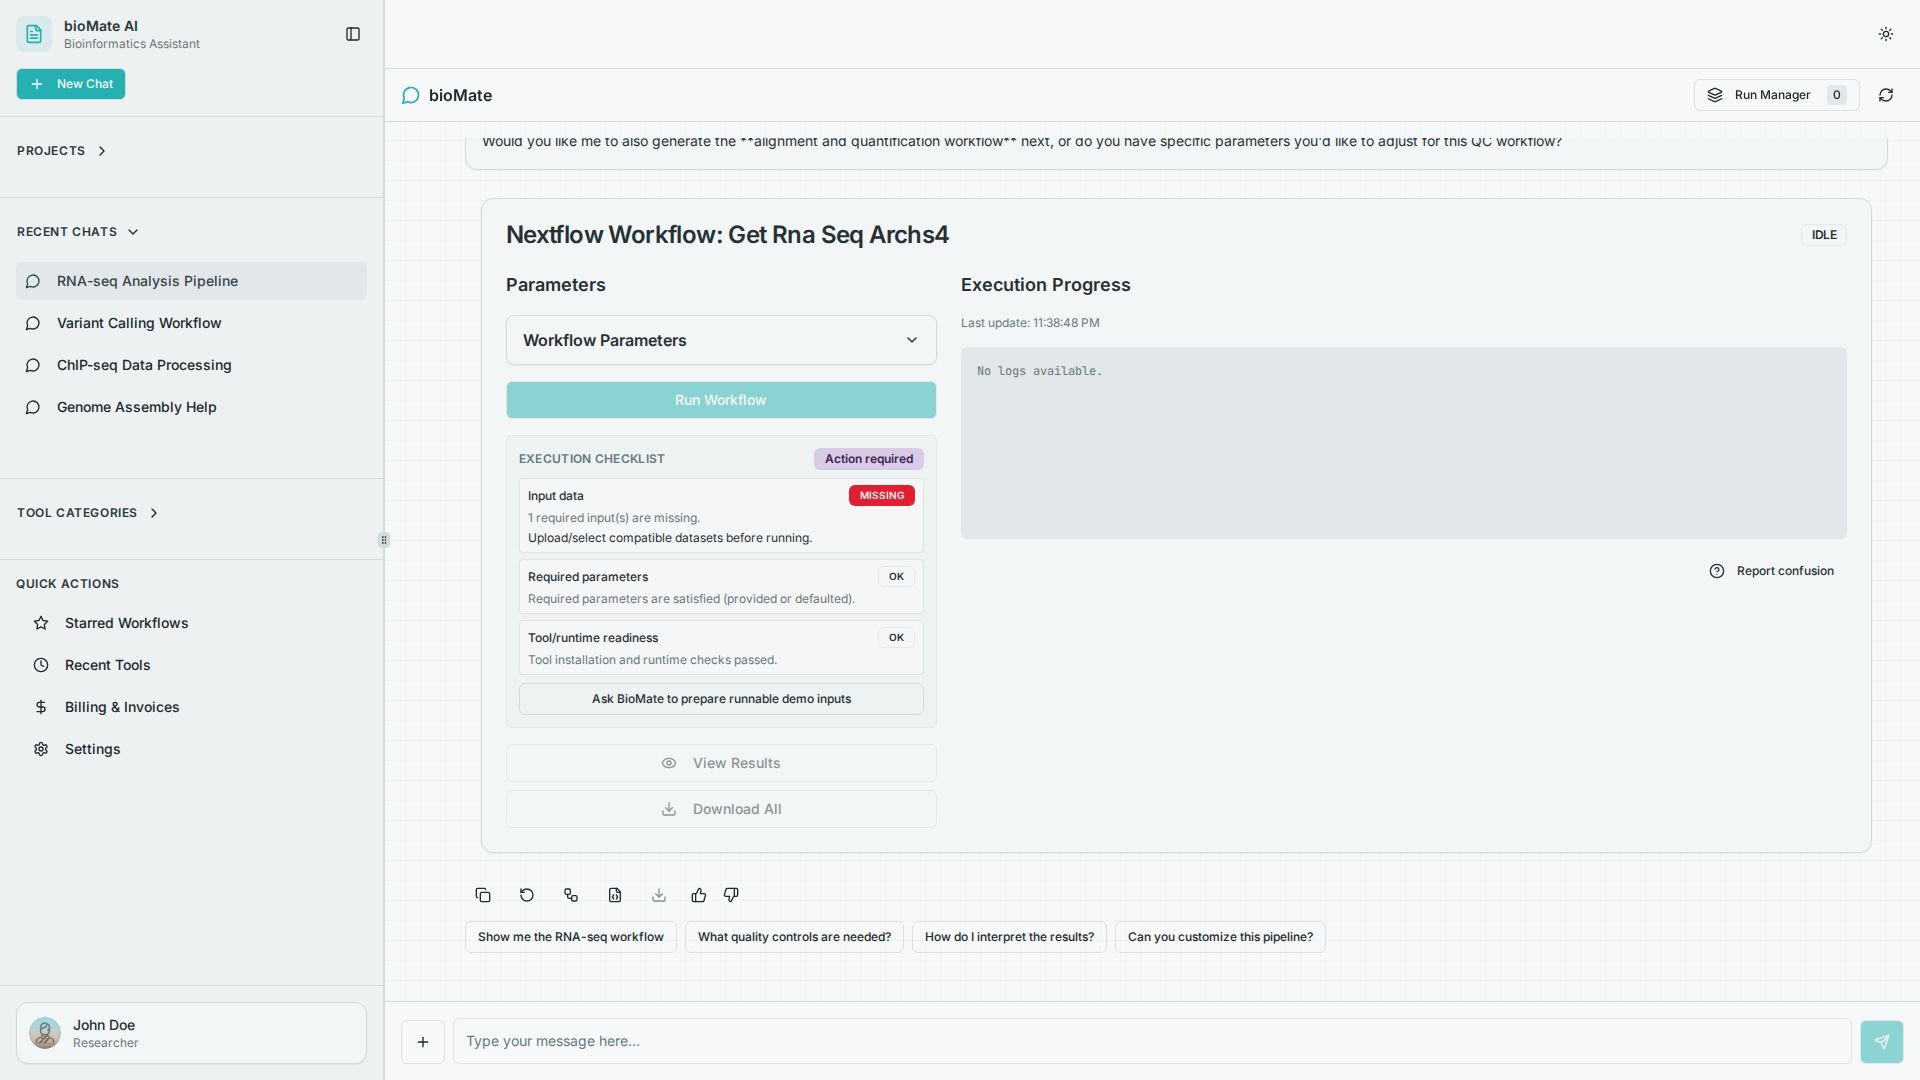 bioMate AI
Bioinformatics Assistant
New Chat
PROJECTS
RECENT CHATS
RNA-seq Analysis Pipeline
Variant Calling Workflow
ChIP-seq Data Processing
Genome Assembly Help
TOOL CATEGORIES
QUICK ACTIONS
Starred Workflows
Recent Tools
Billing & Invoices
Settings
John Doe
Researcher
bioMate
Run Manager 0
Would you like me to also generate the **alignment and quantification workflow** next, or do you have specific parameters you'd like to adjust for this QC workflow?
Nextflow Workflow: Get Rna Seq Archs4
IDLE
Parameters
Workflow Parameters
Run Workflow
EXECUTION CHECKLIST
Action required
Input data
MISSING
1 required input(s) are missing.
Upload/select compatible datasets before running.
Required parameters
OK
Required parameters are satisfied (provided or defaulted).
Tool/runtime readiness
OK
Tool installation and runtime checks passed.
Ask BioMate to prepare runnable demo inputs
View Results
Download All
Execution Progress
Last update: 11:38:48 PM
No logs available.
Report confusion
Show me the RNA-seq workflow
What quality controls are needed?
How do I interpret the results?
Can you customize this pipeline?
Type your message here...